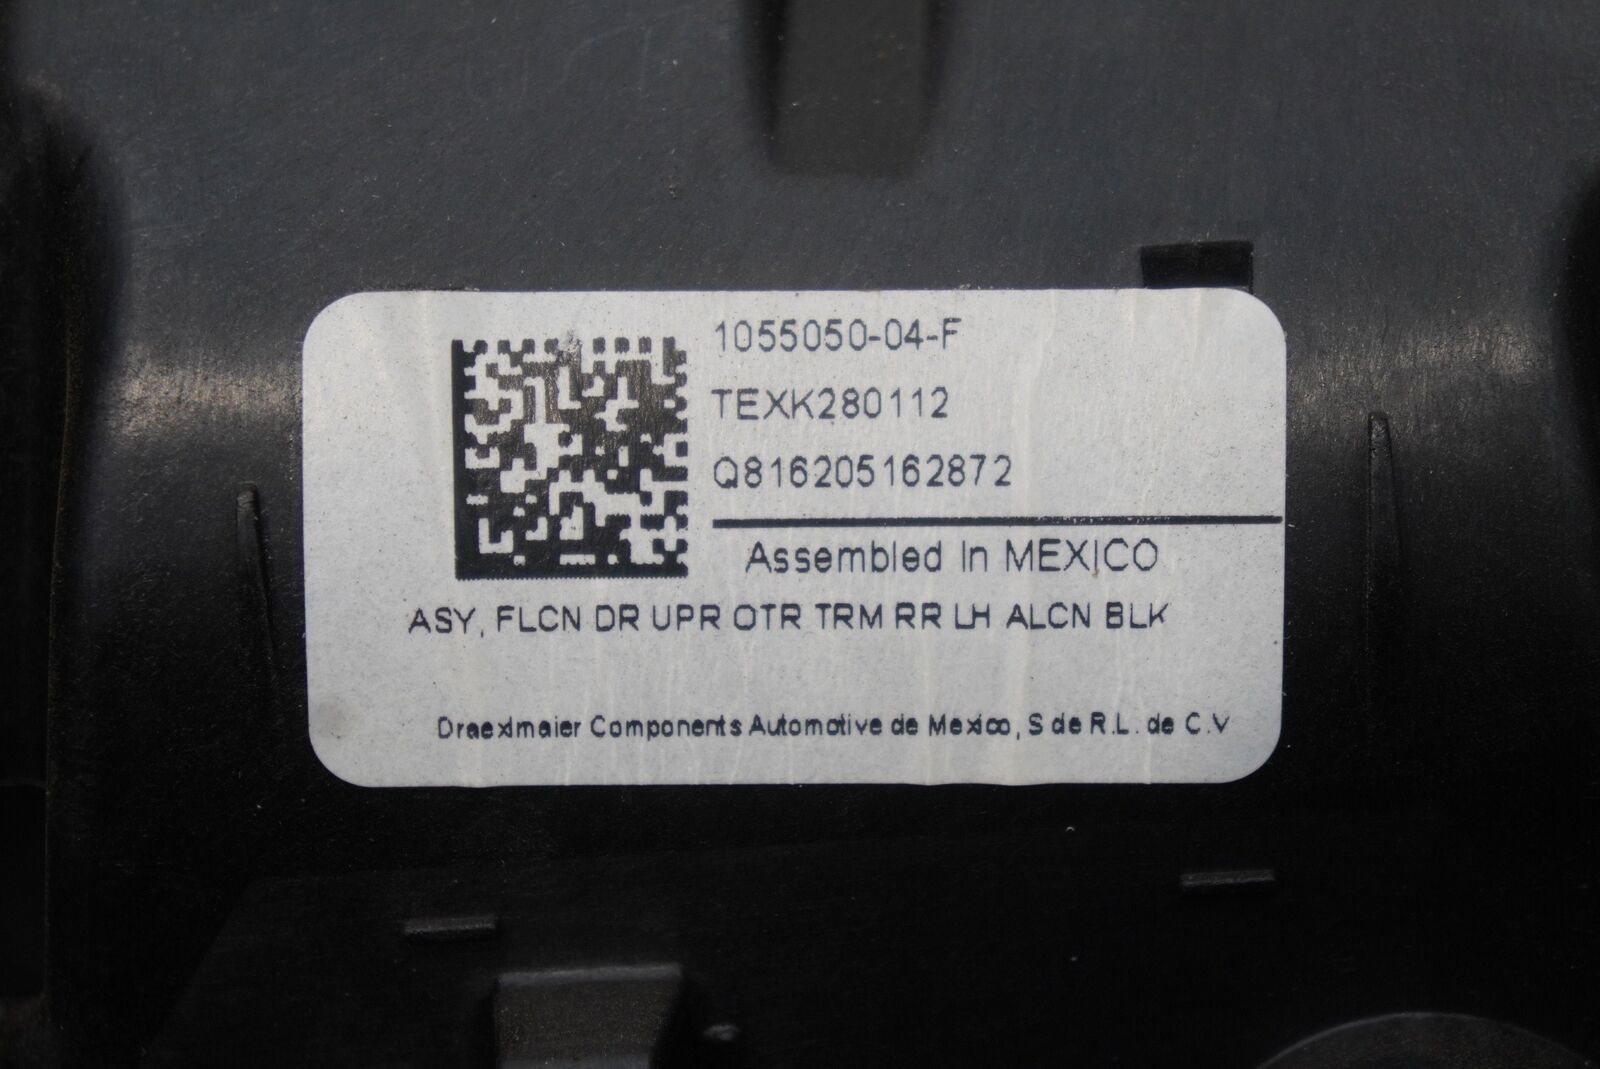 1055050-04-F
TEXK280112
Q816205162872
Assembled In MEXICO
ASY, FLCN DR UPR OTR TRM RR LH ALCN BLK
Draexlmaier Components Automotive de Mexico, S de R.L. de C.V